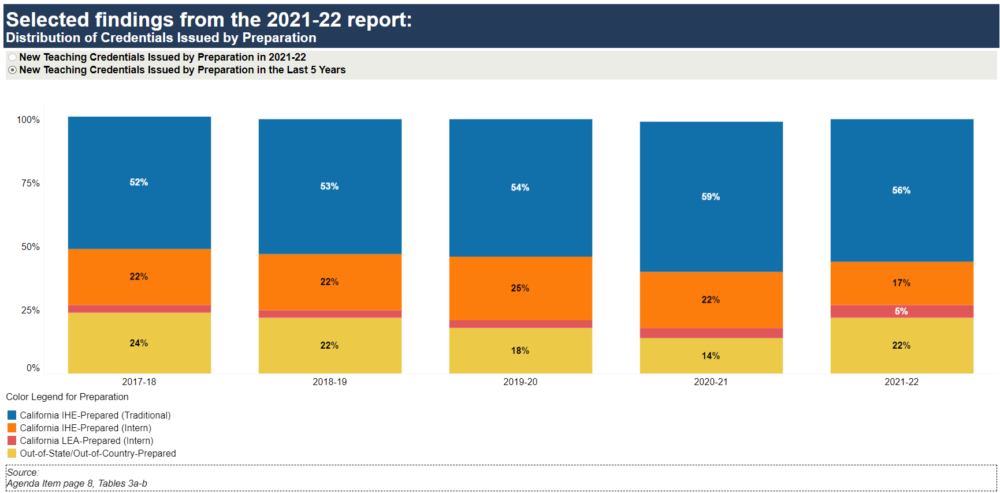 Selected findings from the 2021-22 report:
Distribution of Credentials Issued by Preparation
New Teaching Credentials Issued by Preparation in 2021-22
New Teaching Credentials Issued by Preparation in the Last 5 Years
100%
75%
50%
25%
0%
52%
22%
24%
53%
22%
22%
54%
25%
18%
59%
22%
14%
56%
17%
5%
22%
2017-18
2018-19
2019-20
2020-21
2021-22
Color Legend for Preparation
California IHE-Prepared (Traditional)
California IHE-Prepared (Intern)
California LEA-Prepared (Intern)
Out-of-State/Out-of-Country-Prepared
Source:
Agenda Item page 8, Tables 3a-b